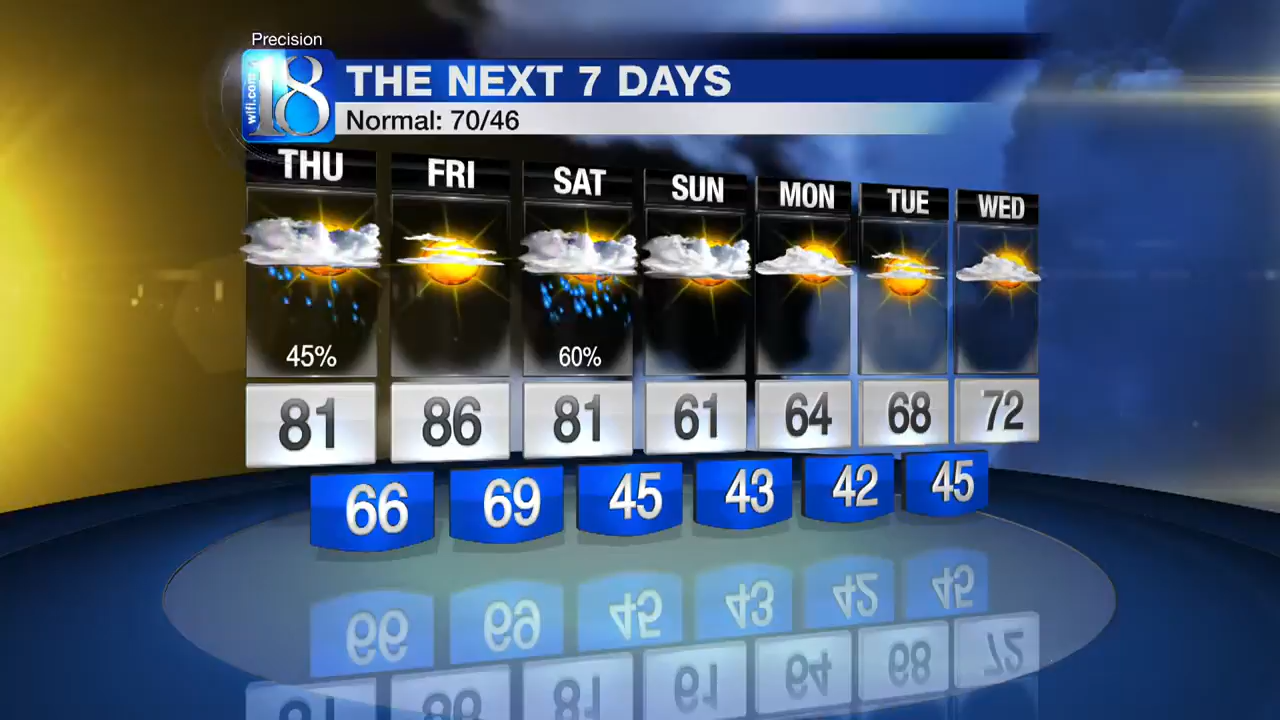 Precision
wlfi.com
18
THE NEXT 7 DAYS
Normal: 70/46
THU FRI SAT SUN MON TUE WED
45% 60%
81 86 81 61 64 68 72
66 69 45 43 42 45